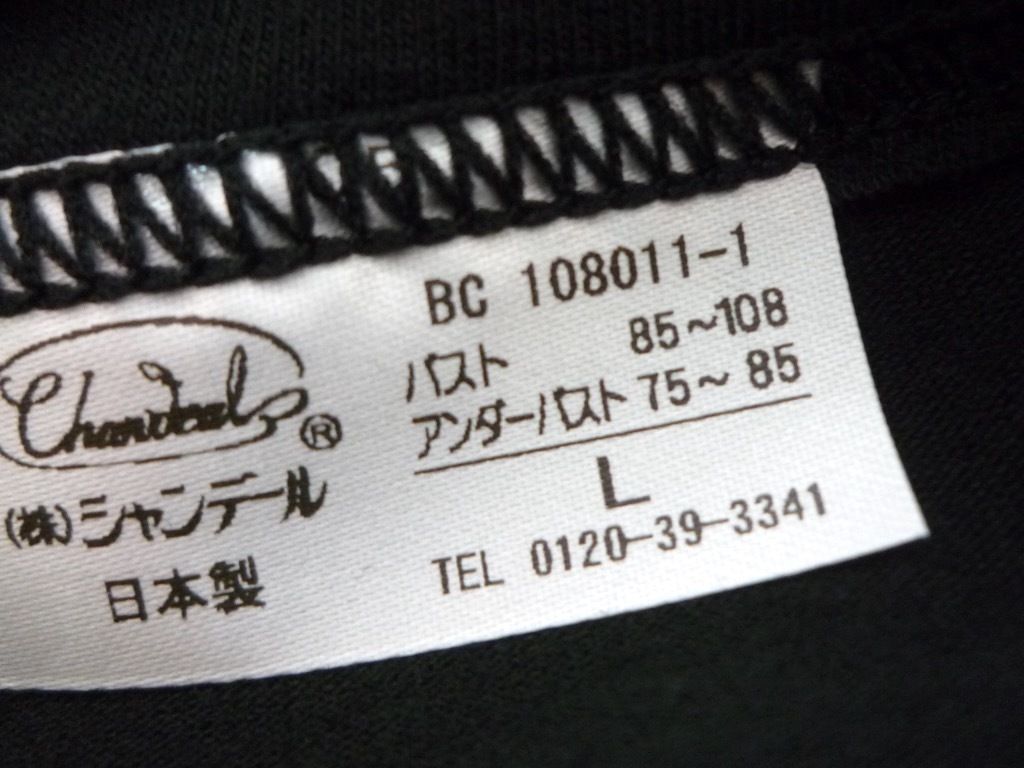 Chandeal ®
(株)シャンデール
日本製
BC 108011-1
バスト 85~108
アンダーバスト 75~ 85
L
TEL 0120-39-3341